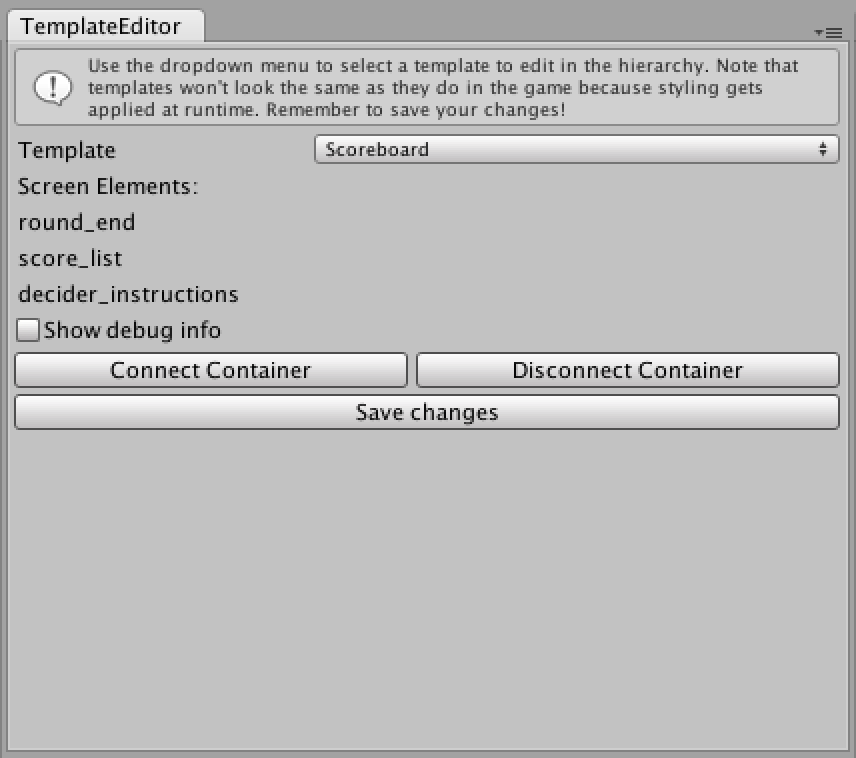 TemplateEditor
Use the dropdown menu to select a template to edit in the hierarchy. Note that
templates won't look the same as they do in the game because styling gets
applied at runtime. Remember to save your changes!
Template Scoreboard
Screen Elements:
round_end
score_list
decider_instructions
Show debug info
Connect Container Disconnect Container
Save changes